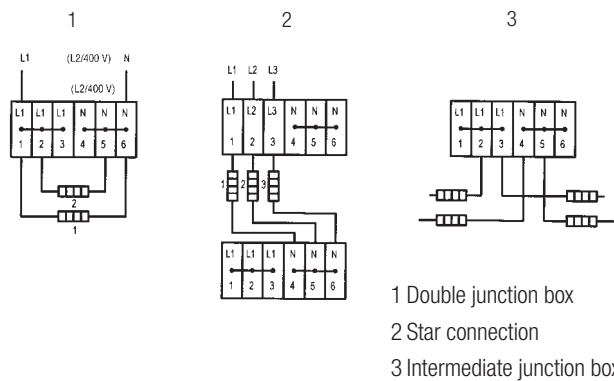 1
2
3
L1 (L2/400 V) N
(L2/400 V)
L1 L1 L1 N N N
1 2 3 4 5 6
2
1
L1 L2 L3
L1 L2 L3 N N N
1 2 3 4 5 6
1 2 3
L1 L1 L1 N N N
1 2 3 4 5 6
L1 L1 L1 N N N
1 2 3 4 5 6
1 Double junction box
2 Star connection
3 Intermediate junction box